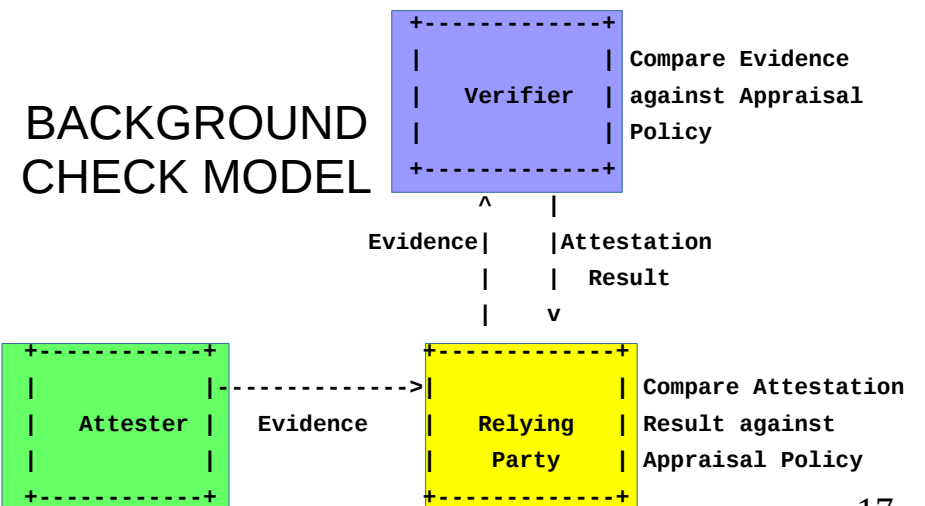 BACKGROUND
CHECK MODEL
+-------------+
|             | Compare Evidence
|   Verifier  | against Appraisal
|             | Policy
+-------------+
^    |
Evidence|    |Attestation
|    |  Result
|    v
+------------+              +-------------+
|            |------------->|             | Compare Attestation
|   Attester |   Evidence   |   Relying   | Result against
|            |              |    Party    | Appraisal Policy
+------------+              +-------------+
17